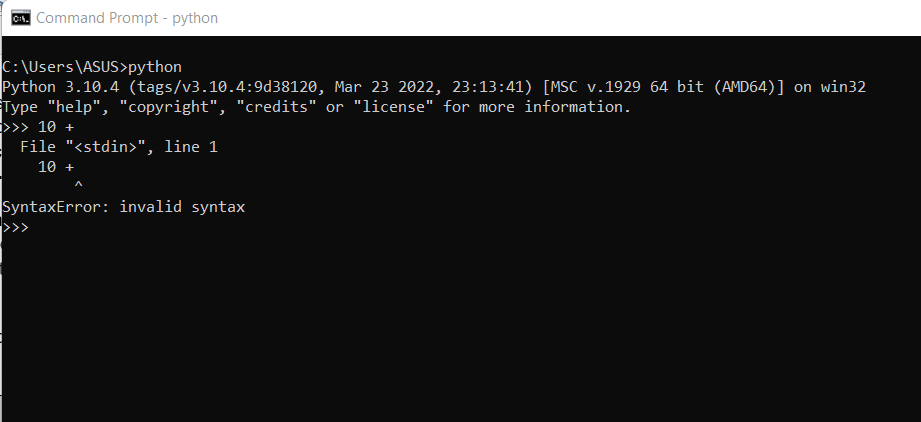 Command Prompt - python
C:\Users\ASUS>python
Python 3.10.4 (tags/v3.10.4:9d38120, Mar 23 2022, 23:13:41) [MSC v.1929 64 bit (AMD64)] on win32
Type "help", "copyright", "credits" or "license" for more information.
>>> 10 +
  File "<stdin>", line 1
    10 +
        ^
SyntaxError: invalid syntax
>>>